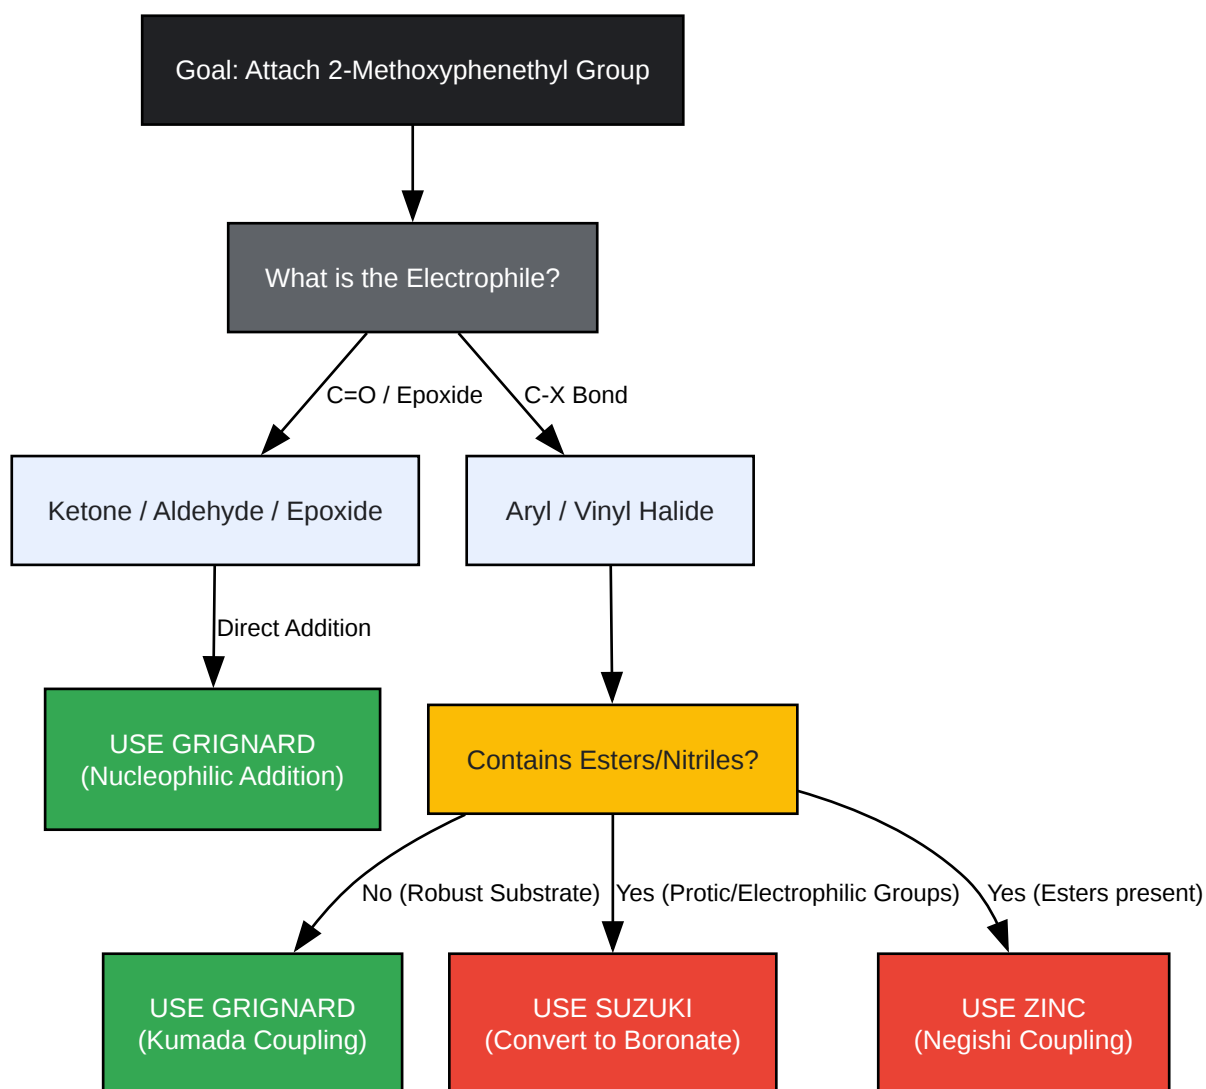 Goal: Attach 2-Methoxyphenethyl Group
What is the Electrophile?
C=O / Epoxide
C-X Bond
Ketone / Aldehyde / Epoxide
Aryl / Vinyl Halide
Direct Addition
USE GRIGNARD
(Nucleophilic Addition)
Contains Esters/Nitriles?
No (Robust Substrate)
Yes (Protic/Electrophilic Groups)
Yes (Esters present)
USE GRIGNARD
(Kumada Coupling)
USE SUZUKI
(Convert to Boronate)
USE ZINC
(Negishi Coupling)